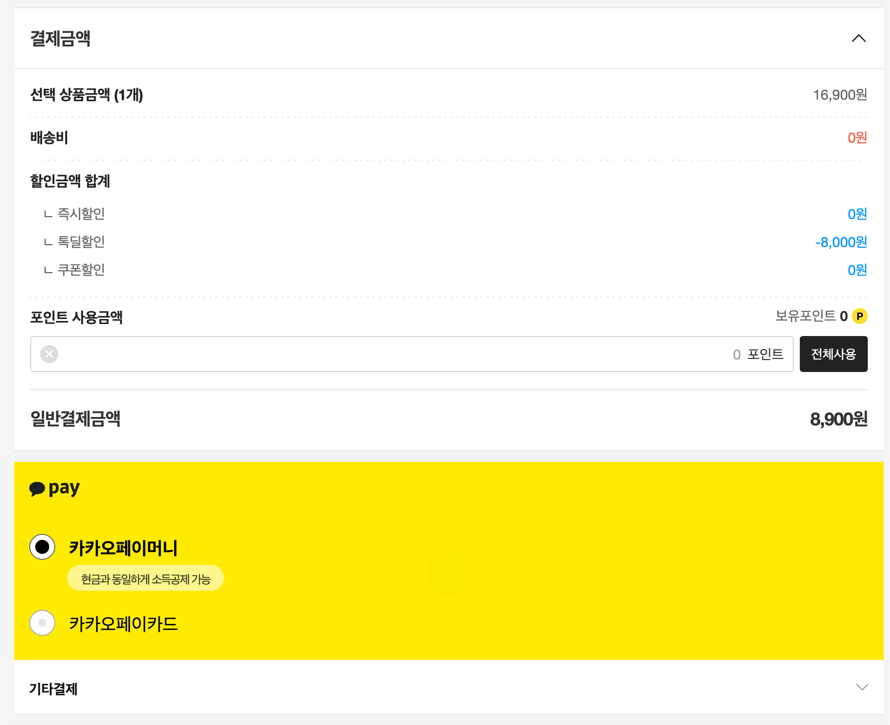 결제금액
선택 상품금액 (1개) 16,900원
배송비 0원
할인금액 합계
ㄴ 즉시할인 0원
ㄴ 톡딜할인 -8,000원
ㄴ 쿠폰할인 0원
포인트 사용금액 보유포인트 0 P
0 포인트 전체사용
일반결제금액 8,900원
pay
카카오페이머니
현금과 동일하게 소득공제 가능
카카오페이카드
기타결제